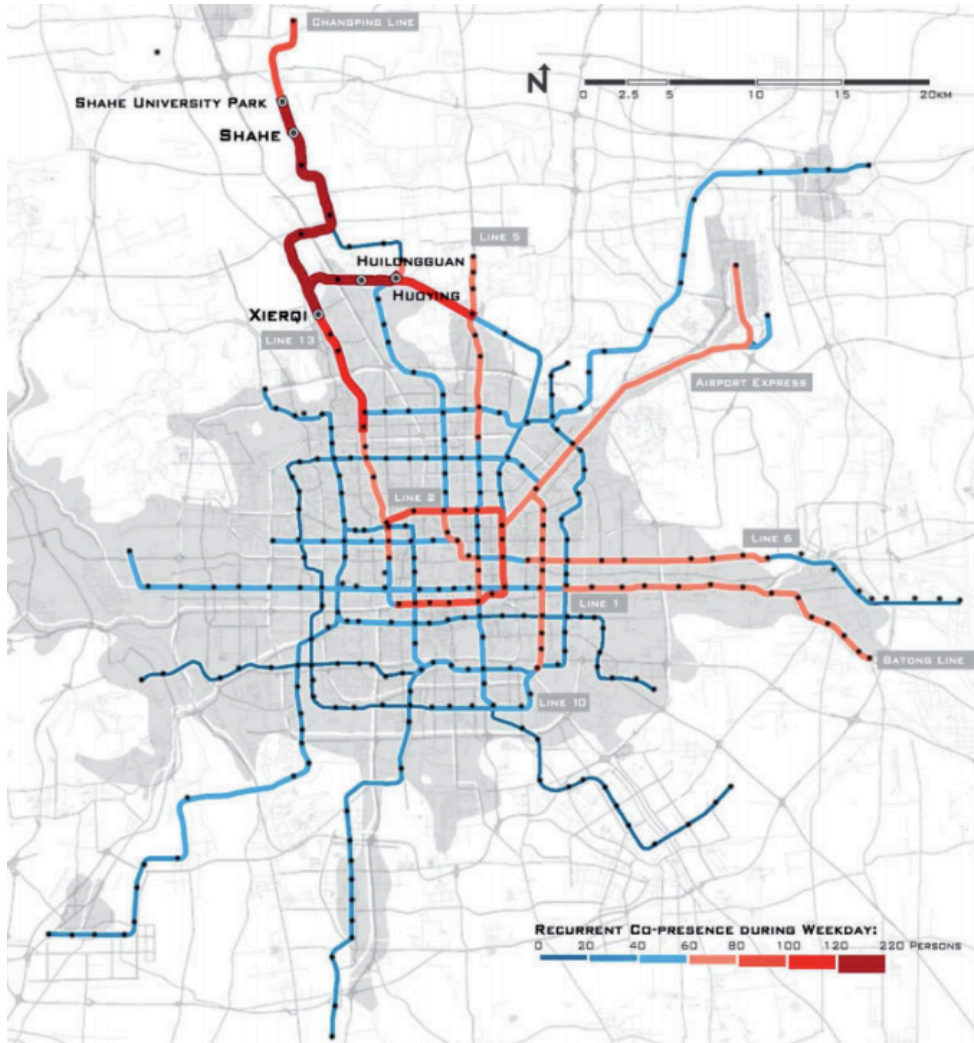 Changping Line
N
0 2.5 5 10 15 20km
Shahe University Park
Shahe
Line 5
Huilongguan
Huoying
Xierqi
Line 13
Airport Express
Line 2
Line 6
Line 1
Batong Line
Line 10
Recurrent Co-presence during Weekday:
0 20 40 60 80 100 120 220 Persons